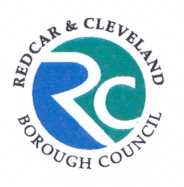 REDCAR & CLEVELAND
RC
BOROUGH COUNCIL